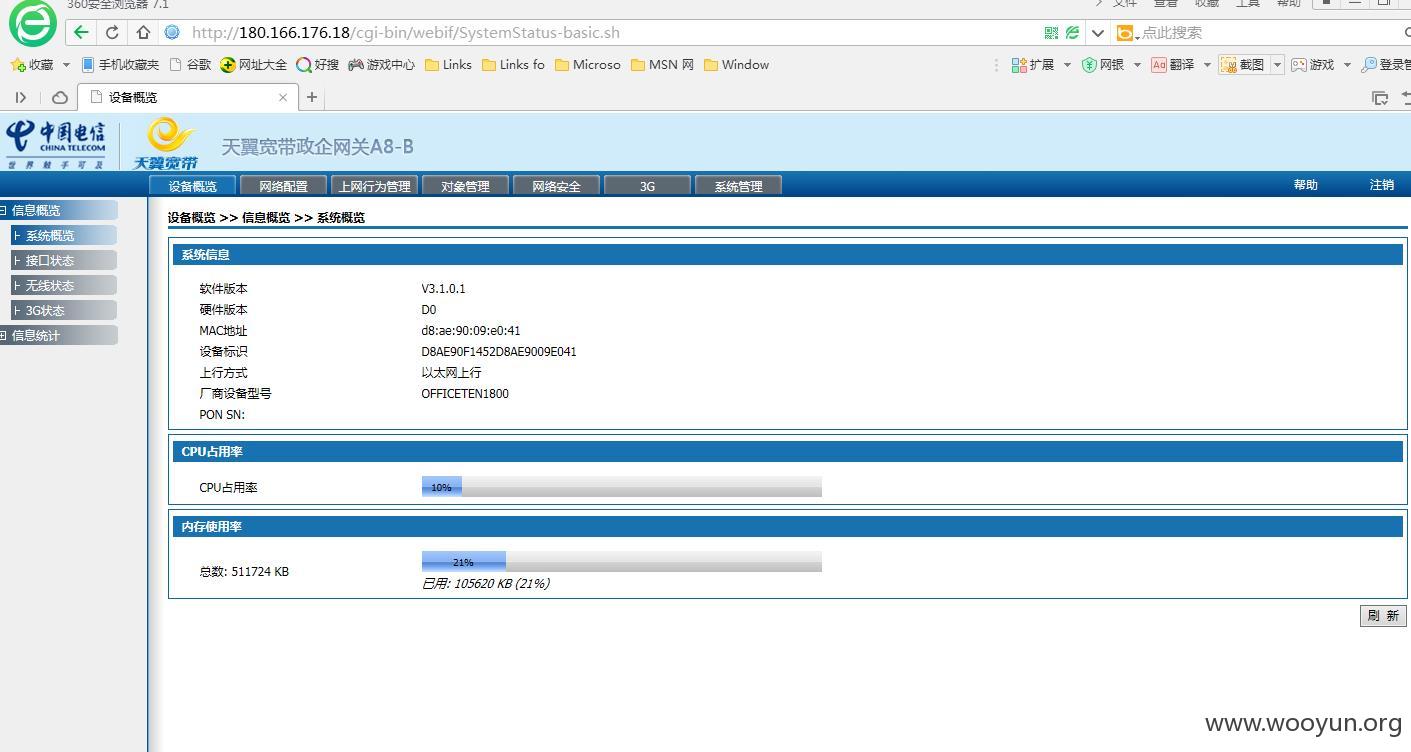 360安全浏览器 7.1
文件 查看 收藏 工具 帮助
http://180.166.176.18/cgi-bin/webif/SystemStatus-basic.sh 点此搜索
收藏 手机收藏夹 谷歌 网址大全 好搜 游戏中心 Links Links fo Microso MSN 网 Window 扩展 网银 翻译 截图 游戏 登录管
设备概览
中国电信
CHINA TELECOM
世界触手可及
天翼宽带
天翼宽带政企网关A8-B
设备概览 网络配置 上网行为管理 对象管理 网络安全 3G 系统管理 帮助 注销
信息概览
系统概览
接口状态
无线状态
3G状态
信息统计
设备概览 >> 信息概览 >> 系统概览
系统信息
软件版本 V3.1.0.1
硬件版本 D0
MAC地址 d8:ae:90:09:e0:41
设备标识 D8AE90F1452D8AE9009E041
上行方式 以太网上行
厂商设备型号 OFFICETEN1800
PON SN:
CPU占用率
CPU占用率 10%
内存使用率
总数: 511724 KB 21%
已用: 105620 KB (21%)
刷 新
www.wooyun.org